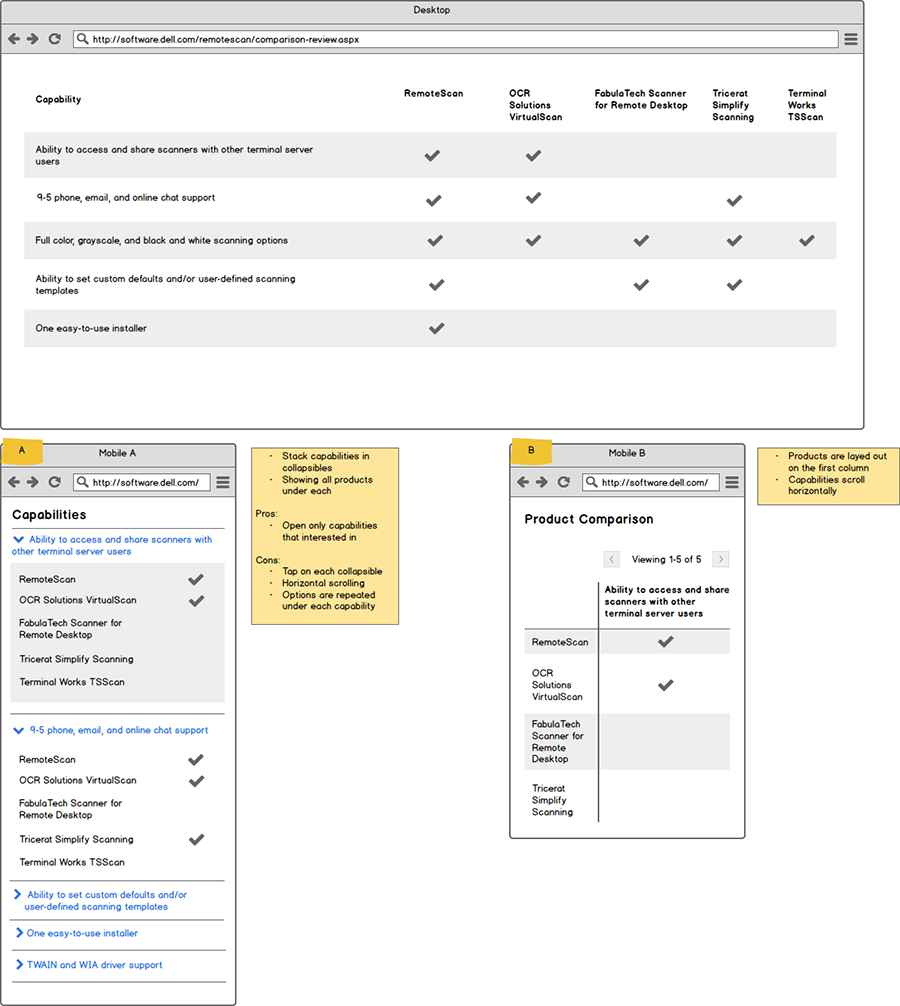 Desktop
http://software.dell.com/remotescan/comparison-review.aspx
Capability
RemoteScan
OCR
Solutions
VirtualScan
FabulaTech Scanner
for Remote Desktop
Tricerat
Simplify
Scanning
Terminal
Works
TSScan
Ability to access and share scanners with other terminal server
users
9-5 phone, email, and online chat support
Full color, grayscale, and black and white scanning options
Ability to set custom defaults and/or user-defined scanning
templates
One easy-to-use installer
A
Mobile A
http://software.dell.com/
Capabilities
Ability to access and share scanners with
other terminal server users
RemoteScan
OCR Solutions VirtualScan
FabulaTech Scanner for
Remote Desktop
Tricerat Simplify Scanning
Terminal Works TSScan
9-5 phone, email, and online chat support
RemoteScan
OCR Solutions VirtualScan
FabulaTech Scanner for
Remote Desktop
Tricerat Simplify Scanning
Terminal Works TSScan
Ability to set custom defaults and/or
user-defined scanning templates
One easy-to-use installer
TWAIN and WIA driver support
• Stack capabilities in
collapsibles
• Showing all products
under each
Pros:
• Open only capabilities
that interested in
Cons:
• Tap on each collapsible
• Horizontal scrolling
• Options are repeated
under each capability
B
Mobile B
http://software.dell.com/
Product Comparison
Viewing 1-5 of 5
Ability to access and share
scanners with other
terminal server users
RemoteScan
OCR
Solutions
VirtualScan
FabulaTech
Scanner for
Remote
Desktop
Tricerat
Simplify
Scanning
• Products are layed out
on the first column
• Capabilities scroll
horizontally